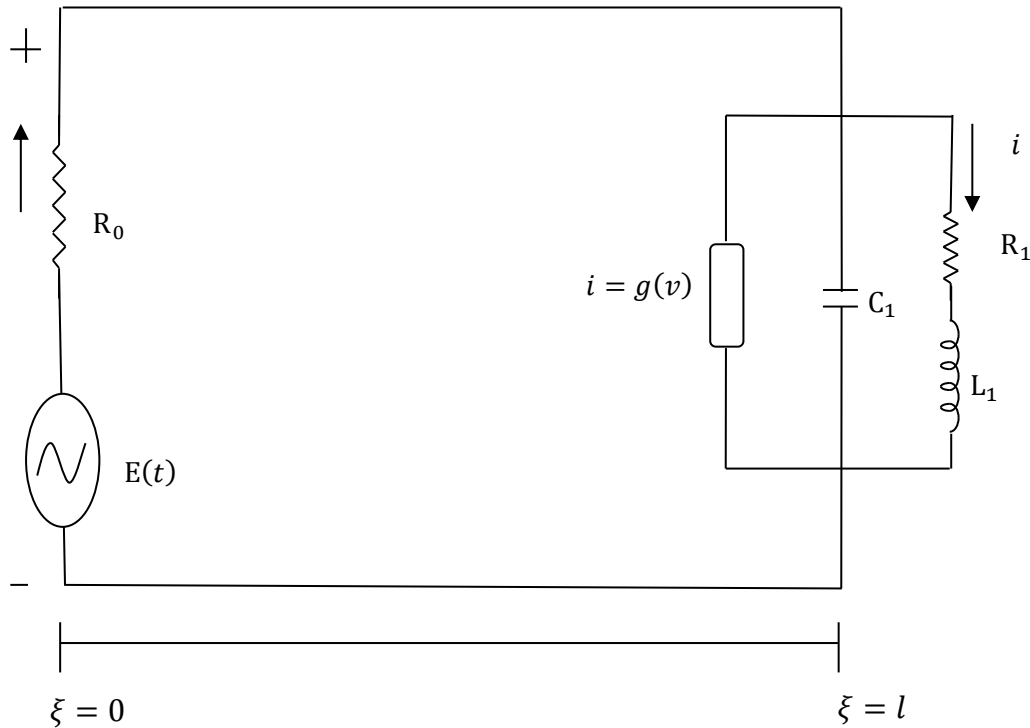 +
i
R₀
R₁
i = g(v)
C₁
L₁
E(t)
−
ξ = 0
ξ = l